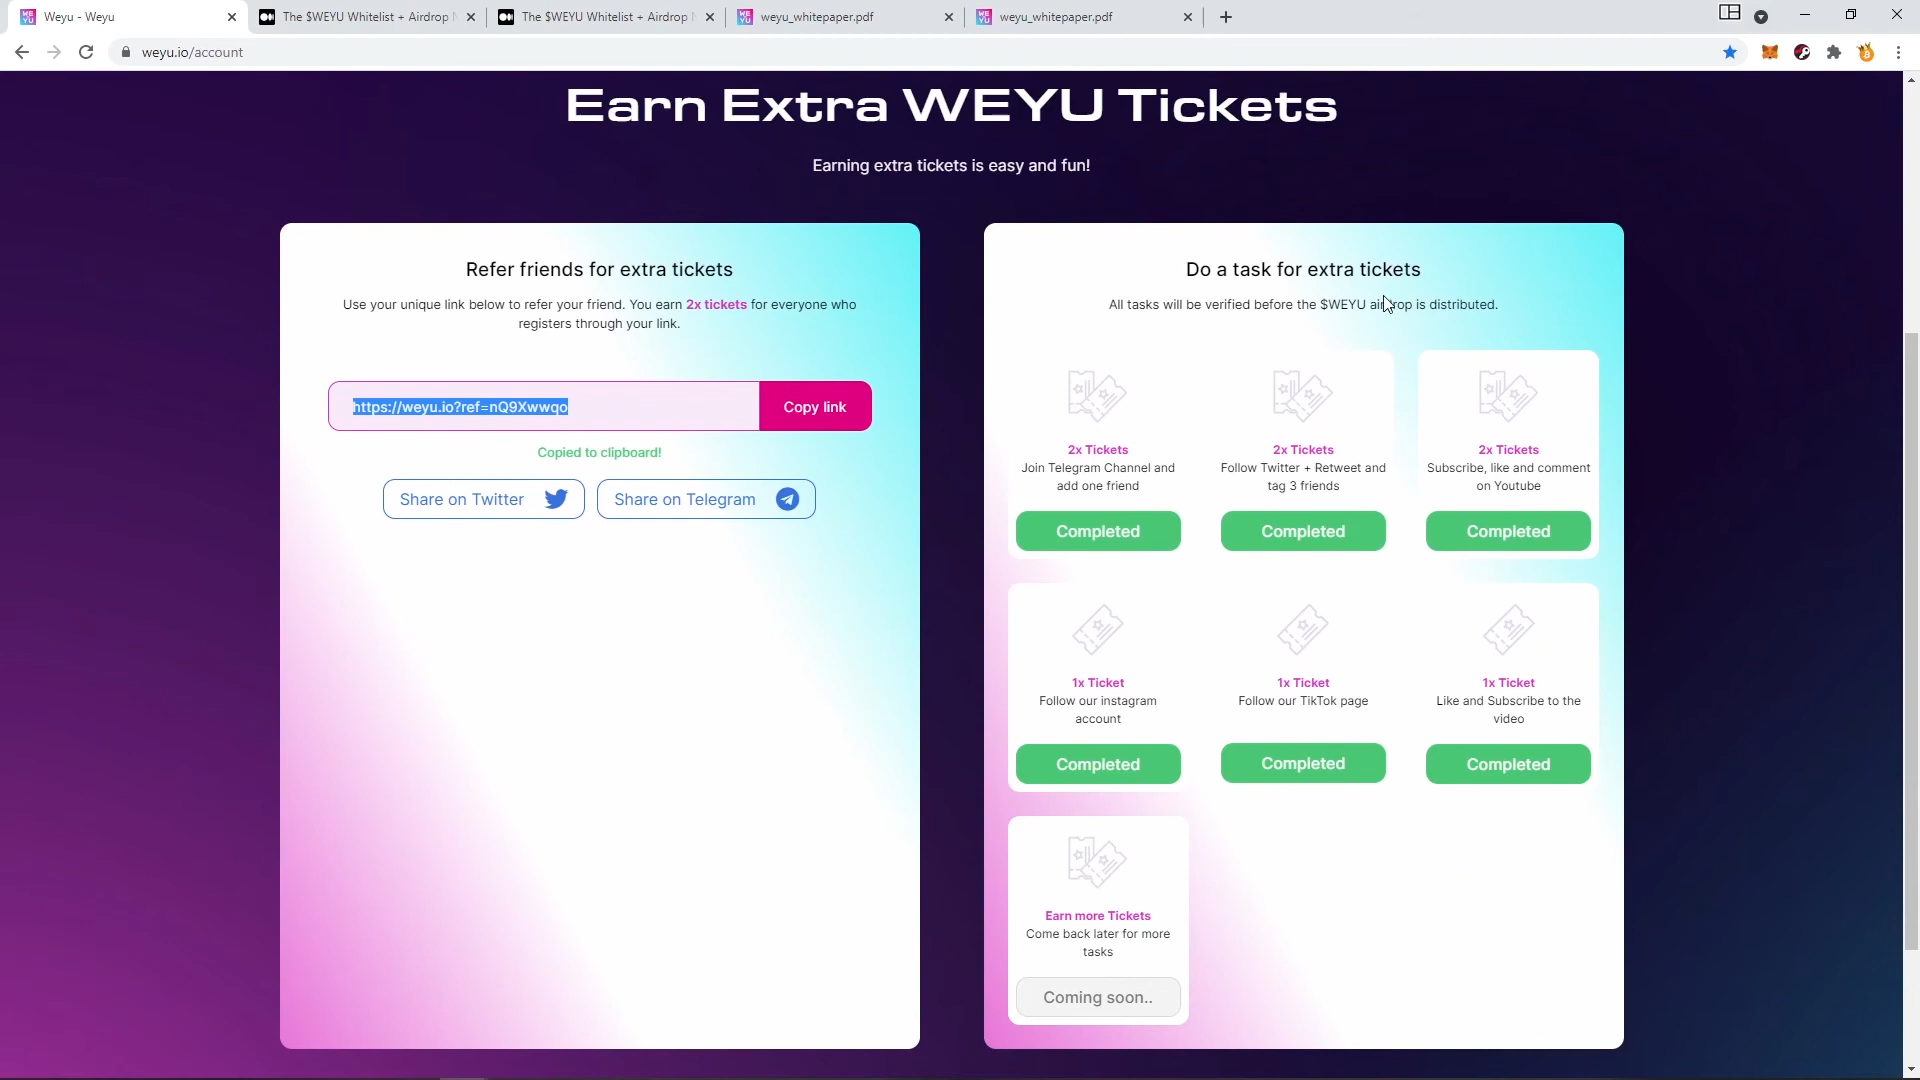 Weyu - Weyu
The $WEYU Whitelist + Airdrop
The $WEYU Whitelist + Airdrop
weyu_whitepaper.pdf
weyu_whitepaper.pdf
weyu.io/account
Earn Extra WEYU Tickets
Earning extra tickets is easy and fun!
Refer friends for extra tickets
Use your unique link below to refer your friend. You earn 2x tickets for everyone who
registers through your link.
https://weyu.io?ref=nQ9Xwwqo
Copy link
Copied to clipboard!
Share on Twitter
Share on Telegram
Do a task for extra tickets
All tasks will be verified before the $WEYU airdrop is distributed.
2x Tickets
Join Telegram Channel and
add one friend
Completed
2x Tickets
Follow Twitter + Retweet and
tag 3 friends
Completed
2x Tickets
Subscribe, like and comment
on Youtube
Completed
1x Ticket
Follow our instagram
account
Completed
1x Ticket
Follow our TikTok page
Completed
1x Ticket
Like and Subscribe to the
video
Completed
Earn more Tickets
Come back later for more
tasks
Coming soon..